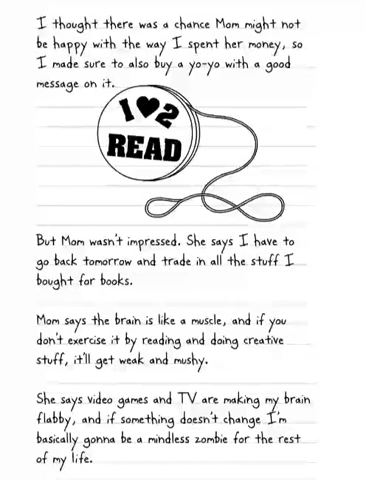 I thought there was a chance Mom might not
be happy with the way I spent her money, so
I made sure to also buy a yo-yo with a good
message on it.
I ♥ 2
READ
But Mom wasn't impressed. She says I have to
go back tomorrow and trade in all the stuff I
bought for books.
Mom says the brain is like a muscle, and if you
don't exercise it by reading and doing creative
stuff, it'll get weak and mushy.
She says video games and TV are making my brain
flabby, and if something doesn't change I'm
basically gonna be a mindless zombie for the rest
of my life.